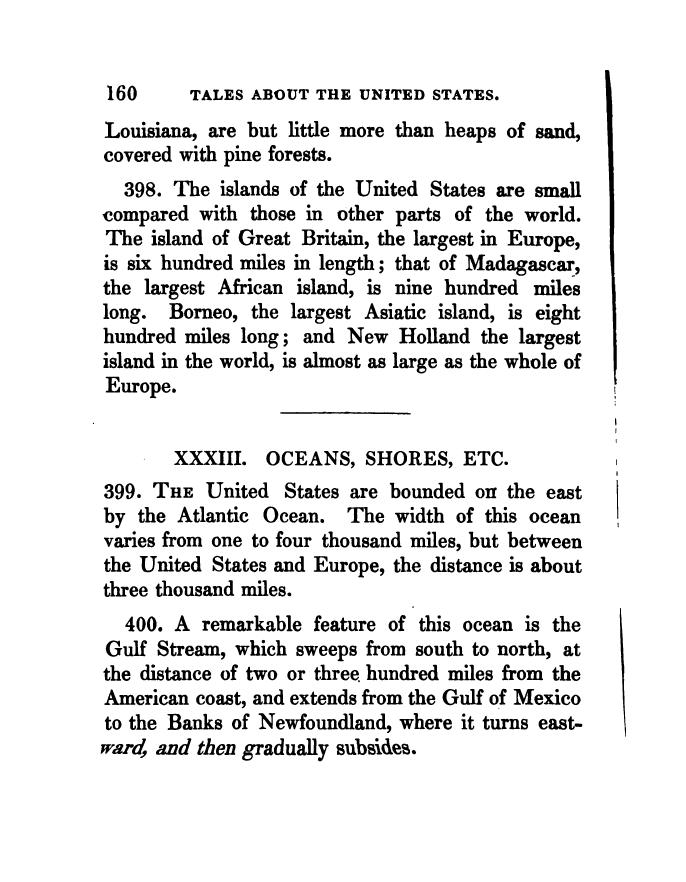 160 TALES ABOUT THE UNITED STATES.
Louisiana, are but little more than heaps of sand,
covered with pine forests.
398. The islands of the United States are small
compared with those in other parts of the world.
The island of Great Britain, the largest in Europe,
is six hundred miles in length; that of Madagascar,
the largest African island, is nine hundred miles
long. Borneo, the largest Asiatic island, is eight
hundred miles long; and New Holland the largest
island in the world, is almost as large as the whole of
Europe.
XXXIII. OCEANS, SHORES, ETC.
399. THE United States are bounded on the east
by the Atlantic Ocean. The width of this ocean
varies from one to four thousand miles, but between
the United States and Europe, the distance is about
three thousand miles.
400. A remarkable feature of this ocean is the
Gulf Stream, which sweeps from south to north, at
the distance of two or three hundred miles from the
American coast, and extends from the Gulf of Mexico
to the Banks of Newfoundland, where it turns east-
ward, and then gradually subsides.